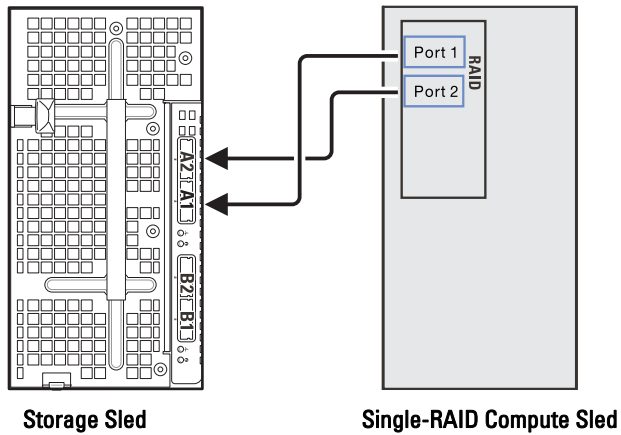 Port 1
Port 2
RAID
A2
A1
B2
B1
Storage Sled
Single-RAID Compute Sled